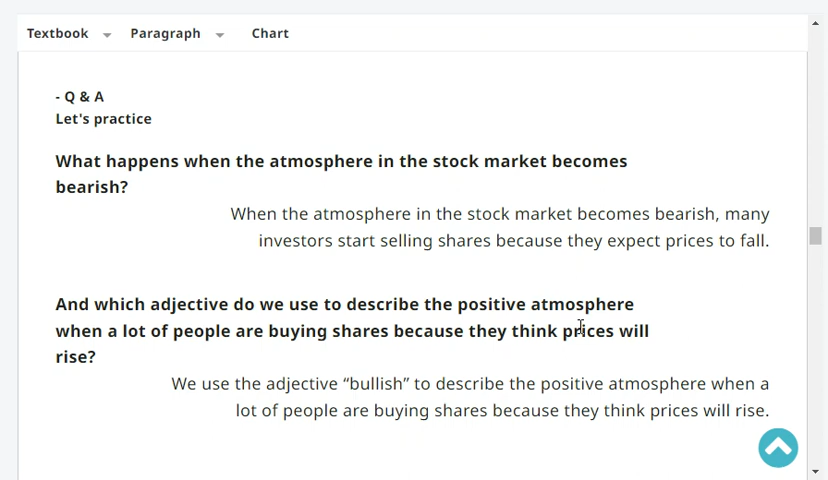 Textbook Paragraph Chart
- Q & A
Let's practice
What happens when the atmosphere in the stock market becomes
bearish?
When the atmosphere in the stock market becomes bearish, many
investors start selling shares because they expect prices to fall.
And which adjective do we use to describe the positive atmosphere
when a lot of people are buying shares because they think prices will
rise?
We use the adjective “bullish” to describe the positive atmosphere when a
lot of people are buying shares because they think prices will rise.